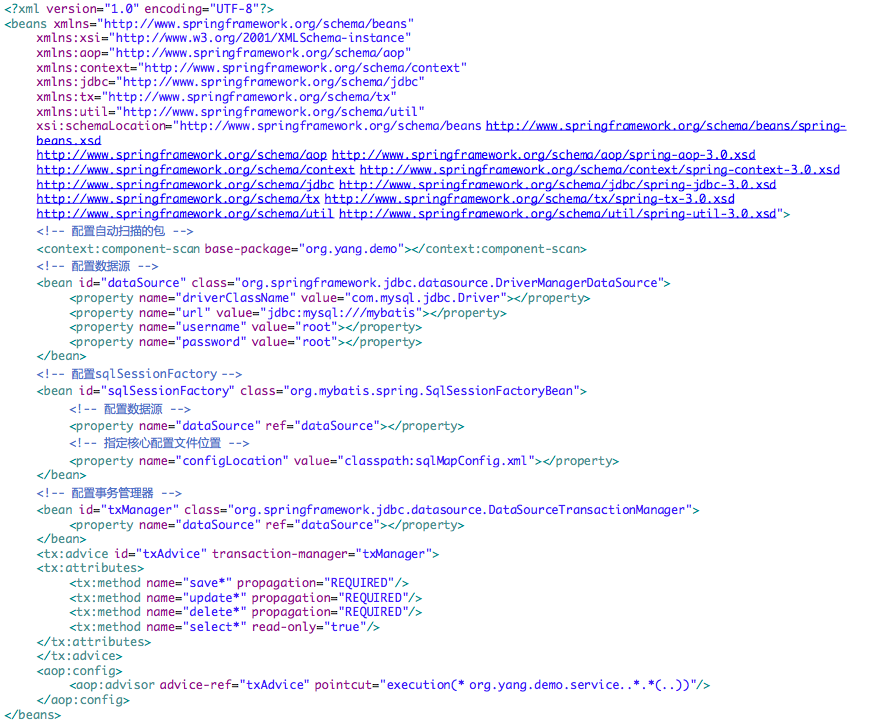 <?xml version="1.0" encoding="UTF-8"?>
<beans xmlns="http://www.springframework.org/schema/beans"
xmlns:xsi="http://www.w3.org/2001/XMLSchema-instance"
xmlns:aop="http://www.springframework.org/schema/aop"
xmlns:context="http://www.springframework.org/schema/context"
xmlns:jdbc="http://www.springframework.org/schema/jdbc"
xmlns:tx="http://www.springframework.org/schema/tx"
xmlns:util="http://www.springframework.org/schema/util"
xsi:schemaLocation="http://www.springframework.org/schema/beans http://www.springframework.org/schema/beans/spring-
beans.xsd
http://www.springframework.org/schema/aop http://www.springframework.org/schema/aop/spring-aop-3.0.xsd
http://www.springframework.org/schema/context http://www.springframework.org/schema/context/spring-context-3.0.xsd
http://www.springframework.org/schema/jdbc http://www.springframework.org/schema/jdbc/spring-jdbc-3.0.xsd
http://www.springframework.org/schema/tx http://www.springframework.org/schema/tx/spring-tx-3.0.xsd
http://www.springframework.org/schema/util http://www.springframework.org/schema/util/spring-util-3.0.xsd">
<!-- 配置自动扫描的包 -->
<context:component-scan base-package="org.yang.demo"></context:component-scan>
<!-- 配置数据源 -->
<bean id="dataSource" class="org.springframework.jdbc.datasource.DriverManagerDataSource">
<property name="driverClassName" value="com.mysql.jdbc.Driver"></property>
<property name="url" value="jdbc:mysql:///mybatis"></property>
<property name="username" value="root"></property>
<property name="password" value="root"></property>
</bean>
<!-- 配置sqlSessionFactory -->
<bean id="sqlSessionFactory" class="org.mybatis.spring.SqlSessionFactoryBean">
<!-- 配置数据源 -->
<property name="dataSource" ref="dataSource"></property>
<!-- 指定核心配置文件位置 -->
<property name="configLocation" value="classpath:sqlMapConfig.xml"></property>
</bean>
<!-- 配置事务管理器 -->
<bean id="txManager" class="org.springframework.jdbc.datasource.DataSourceTransactionManager">
<property name="dataSource" ref="dataSource"></property>
</bean>
<tx:advice id="txAdvice" transaction-manager="txManager">
<tx:attributes>
<tx:method name="save*" propagation="REQUIRED"/>
<tx:method name="update*" propagation="REQUIRED"/>
<tx:method name="delete*" propagation="REQUIRED"/>
<tx:method name="select*" read-only="true"/>
</tx:attributes>
</tx:advice>
<aop:config>
<aop:advisor advice-ref="txAdvice" pointcut="execution(* org.yang.demo.service..*.*(..))"/>
</aop:config>
</beans>